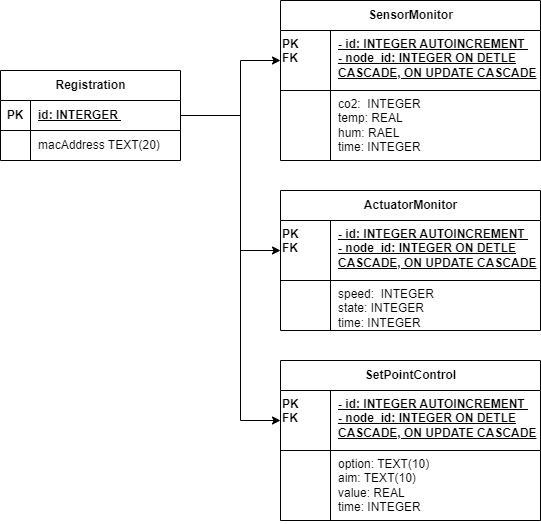 SensorMonitor
PK
- id: INTEGER AUTOINCREMENT
FK
- node_id: INTEGER ON DETLE
CASCADE, ON UPDATE CASCADE
co2:  INTEGER
temp: REAL
hum: RAEL
time: INTEGER
Registration
PK
id: INTERGER
macAddress TEXT(20)
ActuatorMonitor
PK
- id: INTEGER AUTOINCREMENT
FK
- node_id: INTEGER ON DETLE
CASCADE, ON UPDATE CASCADE
speed:  INTEGER
state: INTEGER
time: INTEGER
SetPointControl
PK
- id: INTEGER AUTOINCREMENT
FK
- node_id: INTEGER ON DETLE
CASCADE, ON UPDATE CASCADE
option: TEXT(10)
aim: TEXT(10)
value: REAL
time: INTEGER